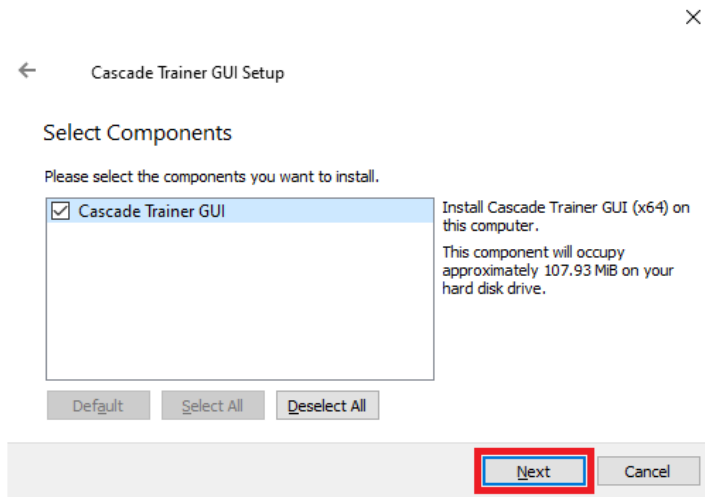 Cascade Trainer GUI Setup
Select Components
Please select the components you want to install.
Cascade Trainer GUI
Install Cascade Trainer GUI (x64) on
this computer.
This component will occupy
approximately 107.93 MiB on your
hard disk drive.
Default Select All Deselect All
Next Cancel